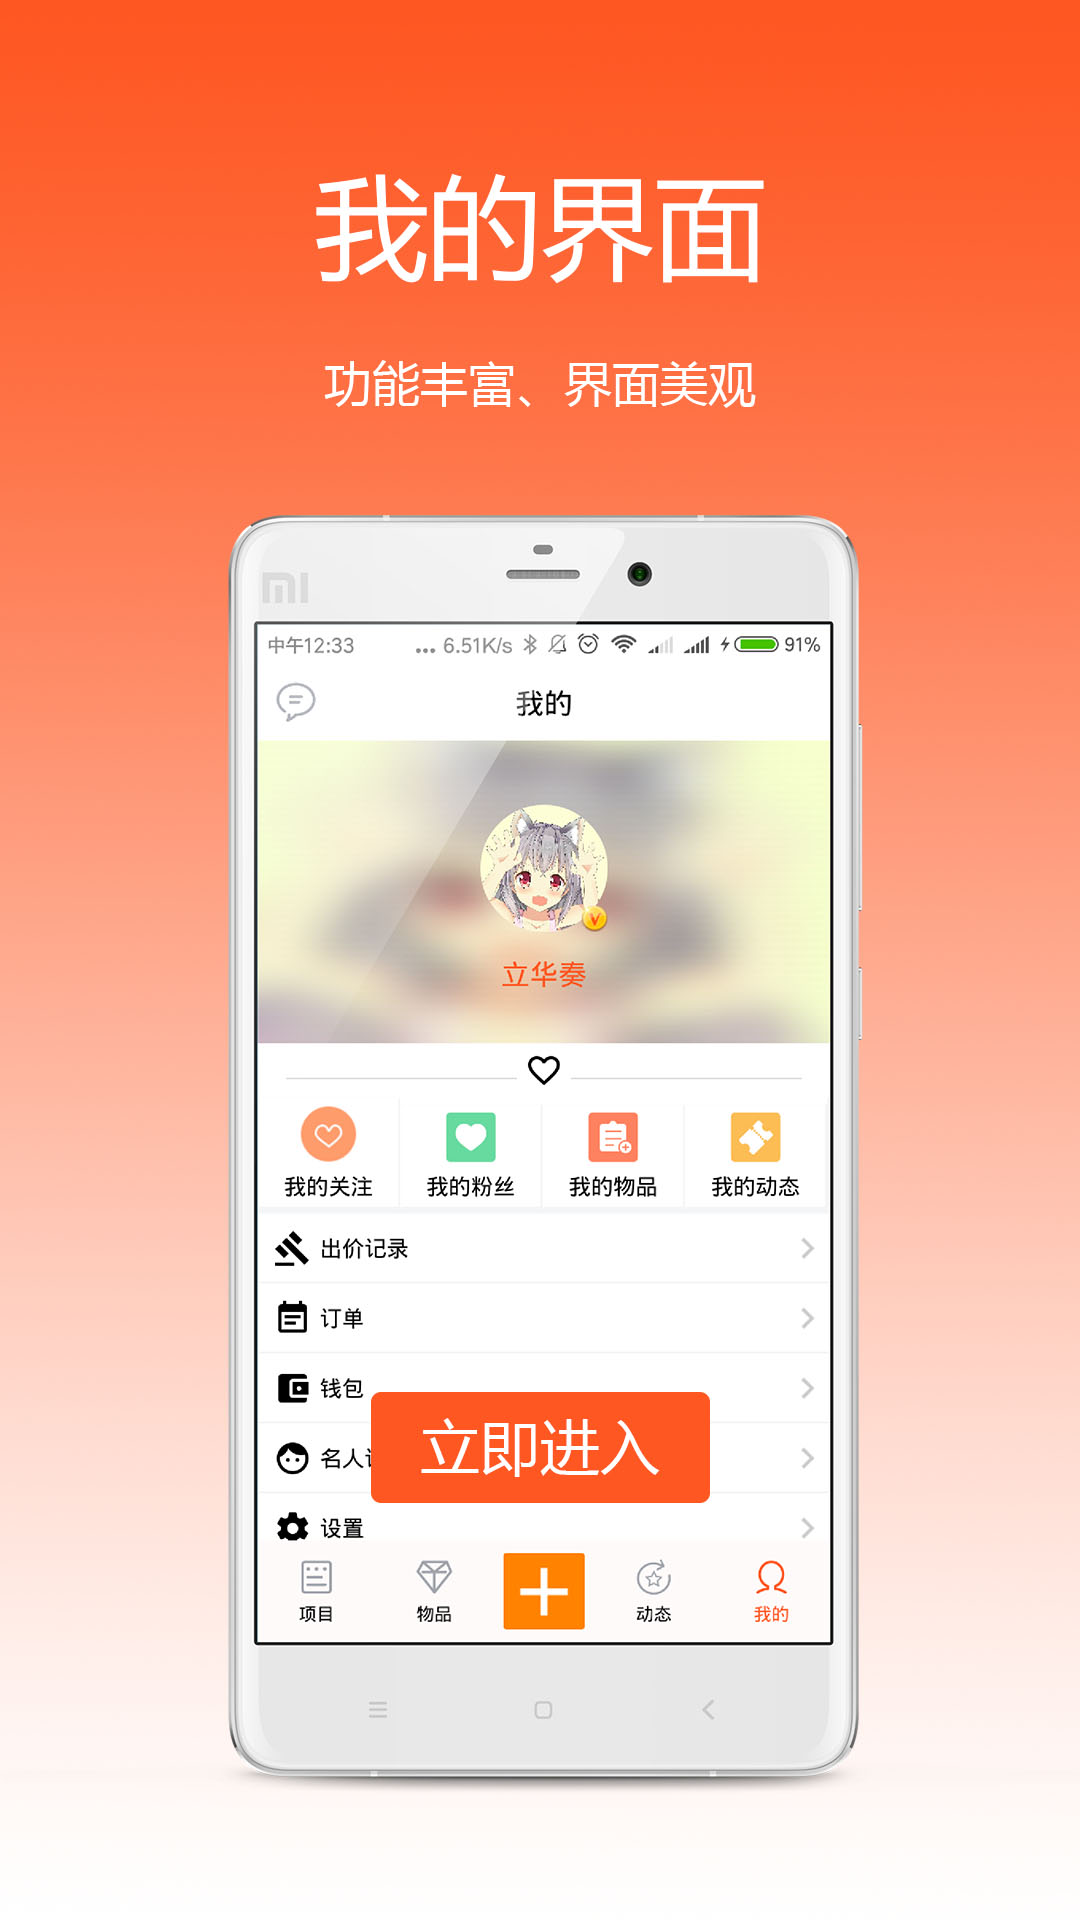 我的界面
功能丰富、界面美观
mi
中午12:33 ... 6.51K/s 91%
我的
V
立华奏
我的关注 我的粉丝 我的物品 我的动态
出价记录
订单
钱包
立即进入
名人
设置
项目 物品 动态 我的